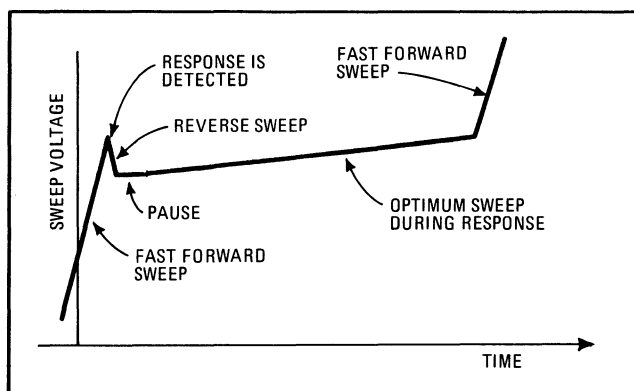 RESPONSE IS
DETECTED
REVERSE SWEEP
PAUSE
FAST FORWARD
SWEEP
FAST FORWARD
SWEEP
OPTIMUM SWEEP
DURING RESPONSE
SWEEP VOLTAGE
TIME